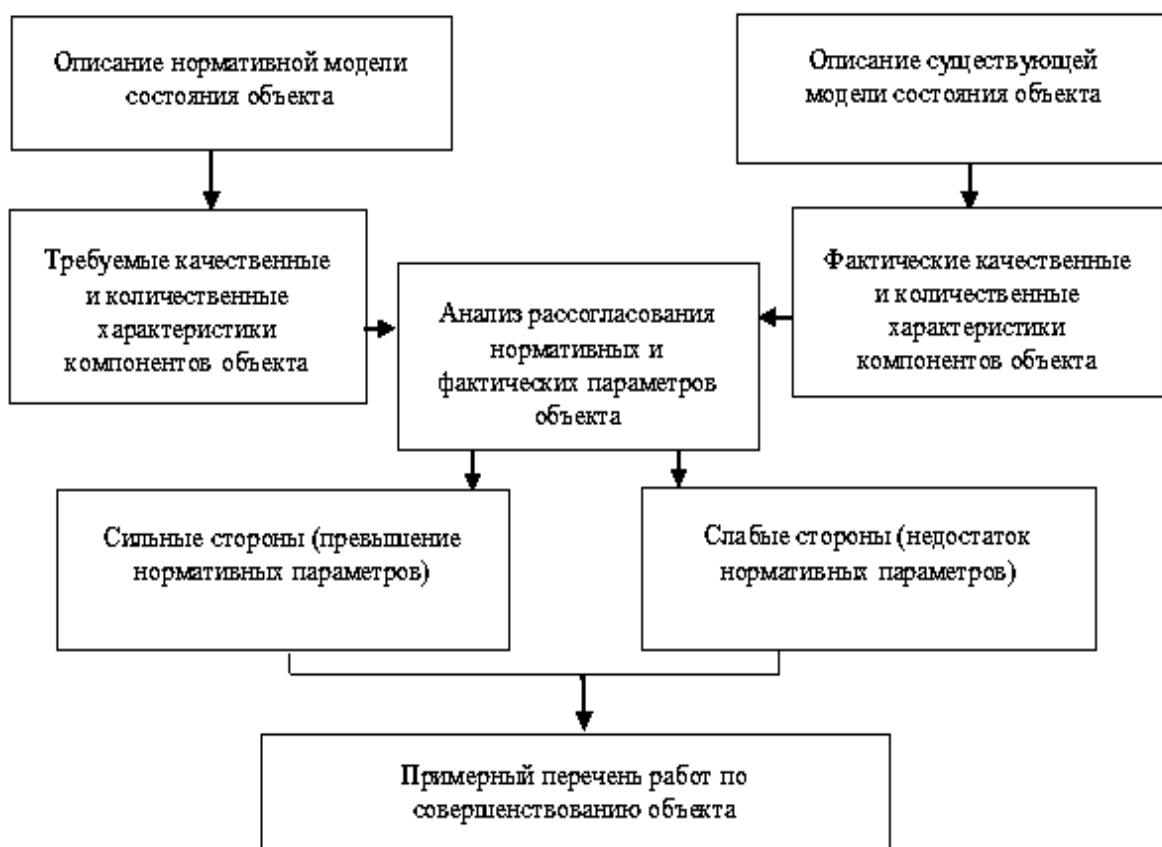 Описание нормативной модели
состояния объекта
Описание существующей
модели состояния объекта
Требуемые качественные
и количественные
характеристики
компонентов объекта
Анализ рассогласования
нормативных и
фактических параметров
объекта
Фактические качественные
и количественные
характеристики
компонентов объекта
Сильные стороны (превышение
нормативных параметров)
Слабые стороны (недостаток
нормативных параметров)
Примерный перечень работ по
совершенствованию объекта